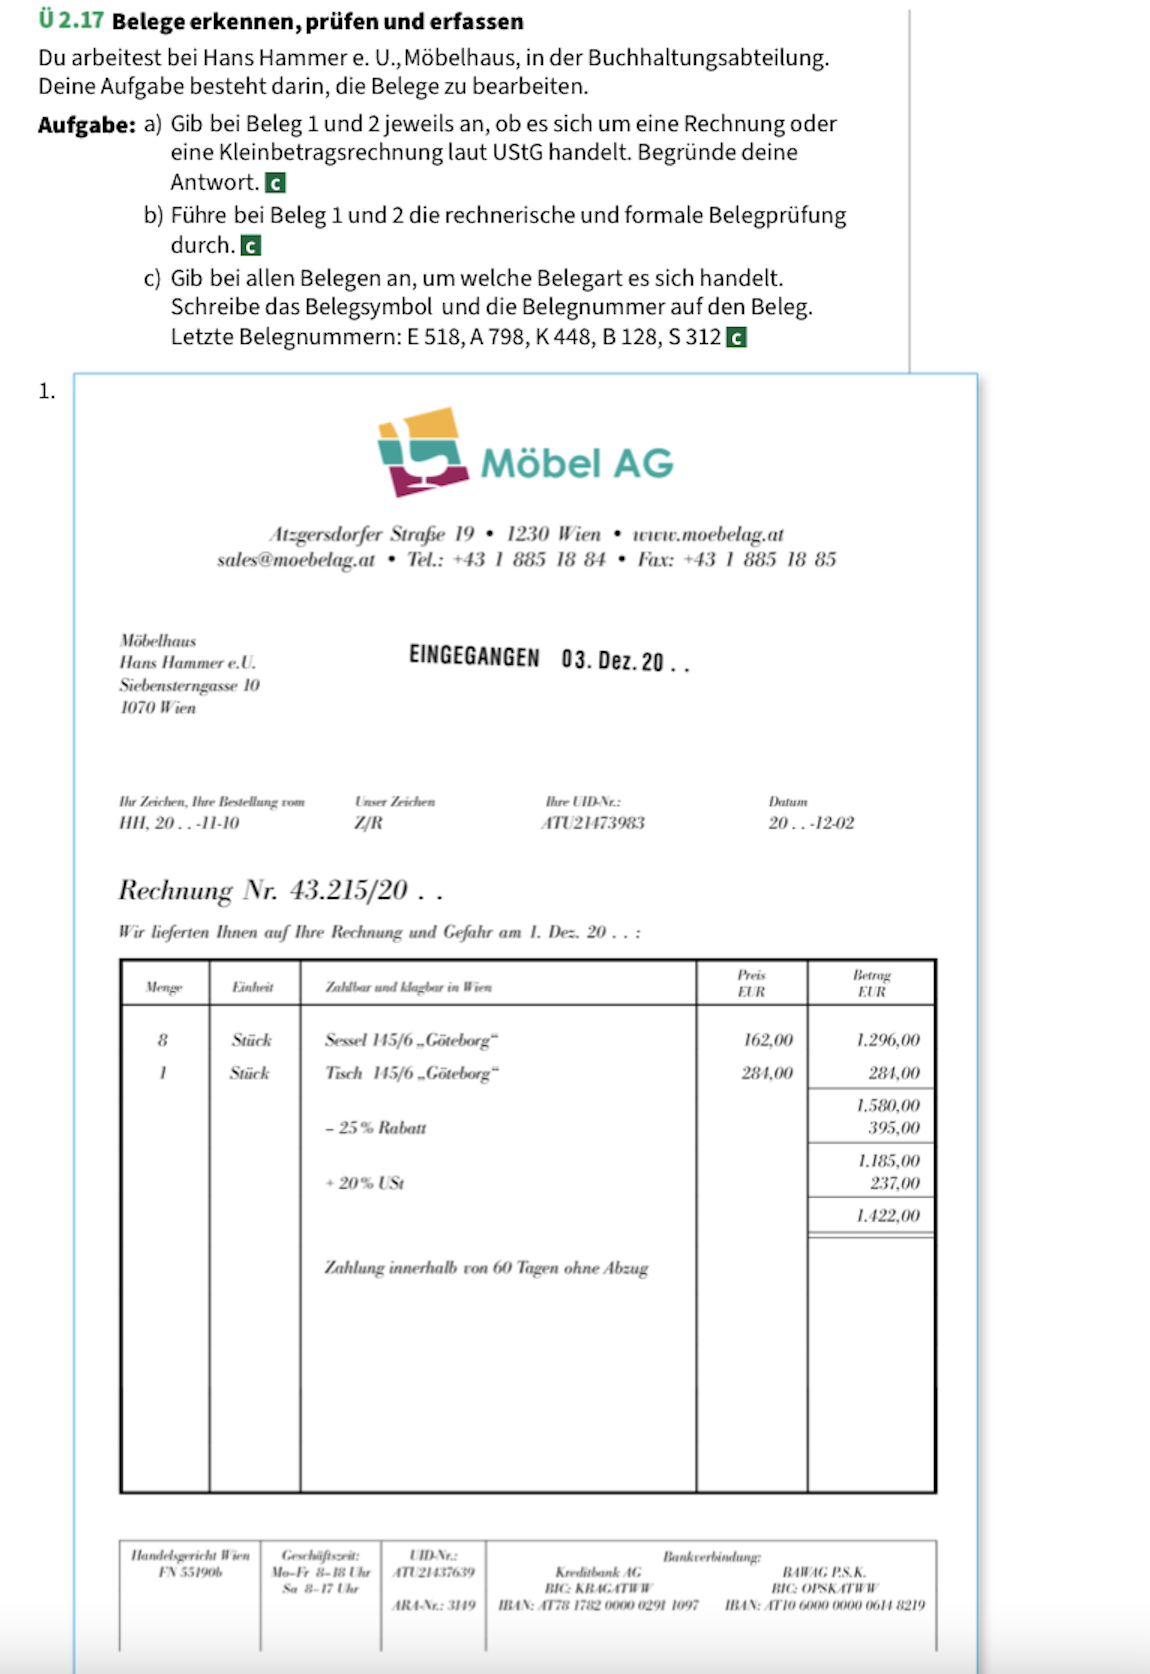 Ü 2.17 Belege erkennen, prüfen und erfassen
Du arbeitest bei Hans Hammer e. U., Möbelhaus, in der Buchhaltungsabteilung.
Deine Aufgabe besteht darin, die Belege zu bearbeiten.
Aufgabe: a) Gib bei Beleg 1 und 2 jeweils an, ob es sich um eine Rechnung oder
eine Kleinbetragsrechnung laut UStG handelt. Begründe deine
Antwort. C
b) Führe bei Beleg 1 und 2 die rechnerische und formale Belegprüfung
durch. C
c) Gib bei allen Belegen an, um welche Belegart es sich handelt.
Schreibe das Belegsymbol und die Belegnummer auf den Beleg.
Letzte Belegnummern: E 518, A 798, K 448, B 128, S 312 C
1.
Möbel AG
Atzgersdorfer Straße 19 • 1230 Wien • www.moebelag.at
sales@moebelag.at • Tel.: +43 1 885 18 84 • Fax: +43 1 885 18 85
Möbelhaus
Hans Hammer e.U.
Siebensterngasse 10
1070 Wien
EINGEGANGEN 03. Dez. 20 . .
Ihr Zeichen, Ihre Bestellung vom Unser Zeichen Ihre UID-Nr.: Datum
HH, 20 . . -11-10 Z/R ATU21473983 20 . . -12-02
Rechnung Nr. 43.215/20 . .
Wir lieferten Ihnen auf Ihre Rechnung und Gefahr am 1. Dez. 20 . . :
Menge Einheit Zahlbar und klagbar in Wien Preis EUR Betrag EUR
8 Stück Sessel 145/6 „Göteborg“ 162,00 1.296,00
1 Stück Tisch 145/6 „Göteborg“ 284,00 284,00
1.580,00
– 25 % Rabatt 395,00
1.185,00
+ 20 % USt 237,00
1.422,00
Zahlung innerhalb von 60 Tagen ohne Abzug
Handelsgericht Wien
FN 55190b
Geschäftszeit:
Mo–Fr 8–18 Uhr
Sa 8–17 Uhr
UID-Nr.:
ATU21437639
ARA-Nr.: 3149
Bankverbindung:
Kreditbank AG
BIC: KBAGATWW
IBAN: AT78 1782 0000 0291 1097
BAWAG P.S.K.
BIC: OPSKATWW
IBAN: AT10 6000 0000 0614 8219